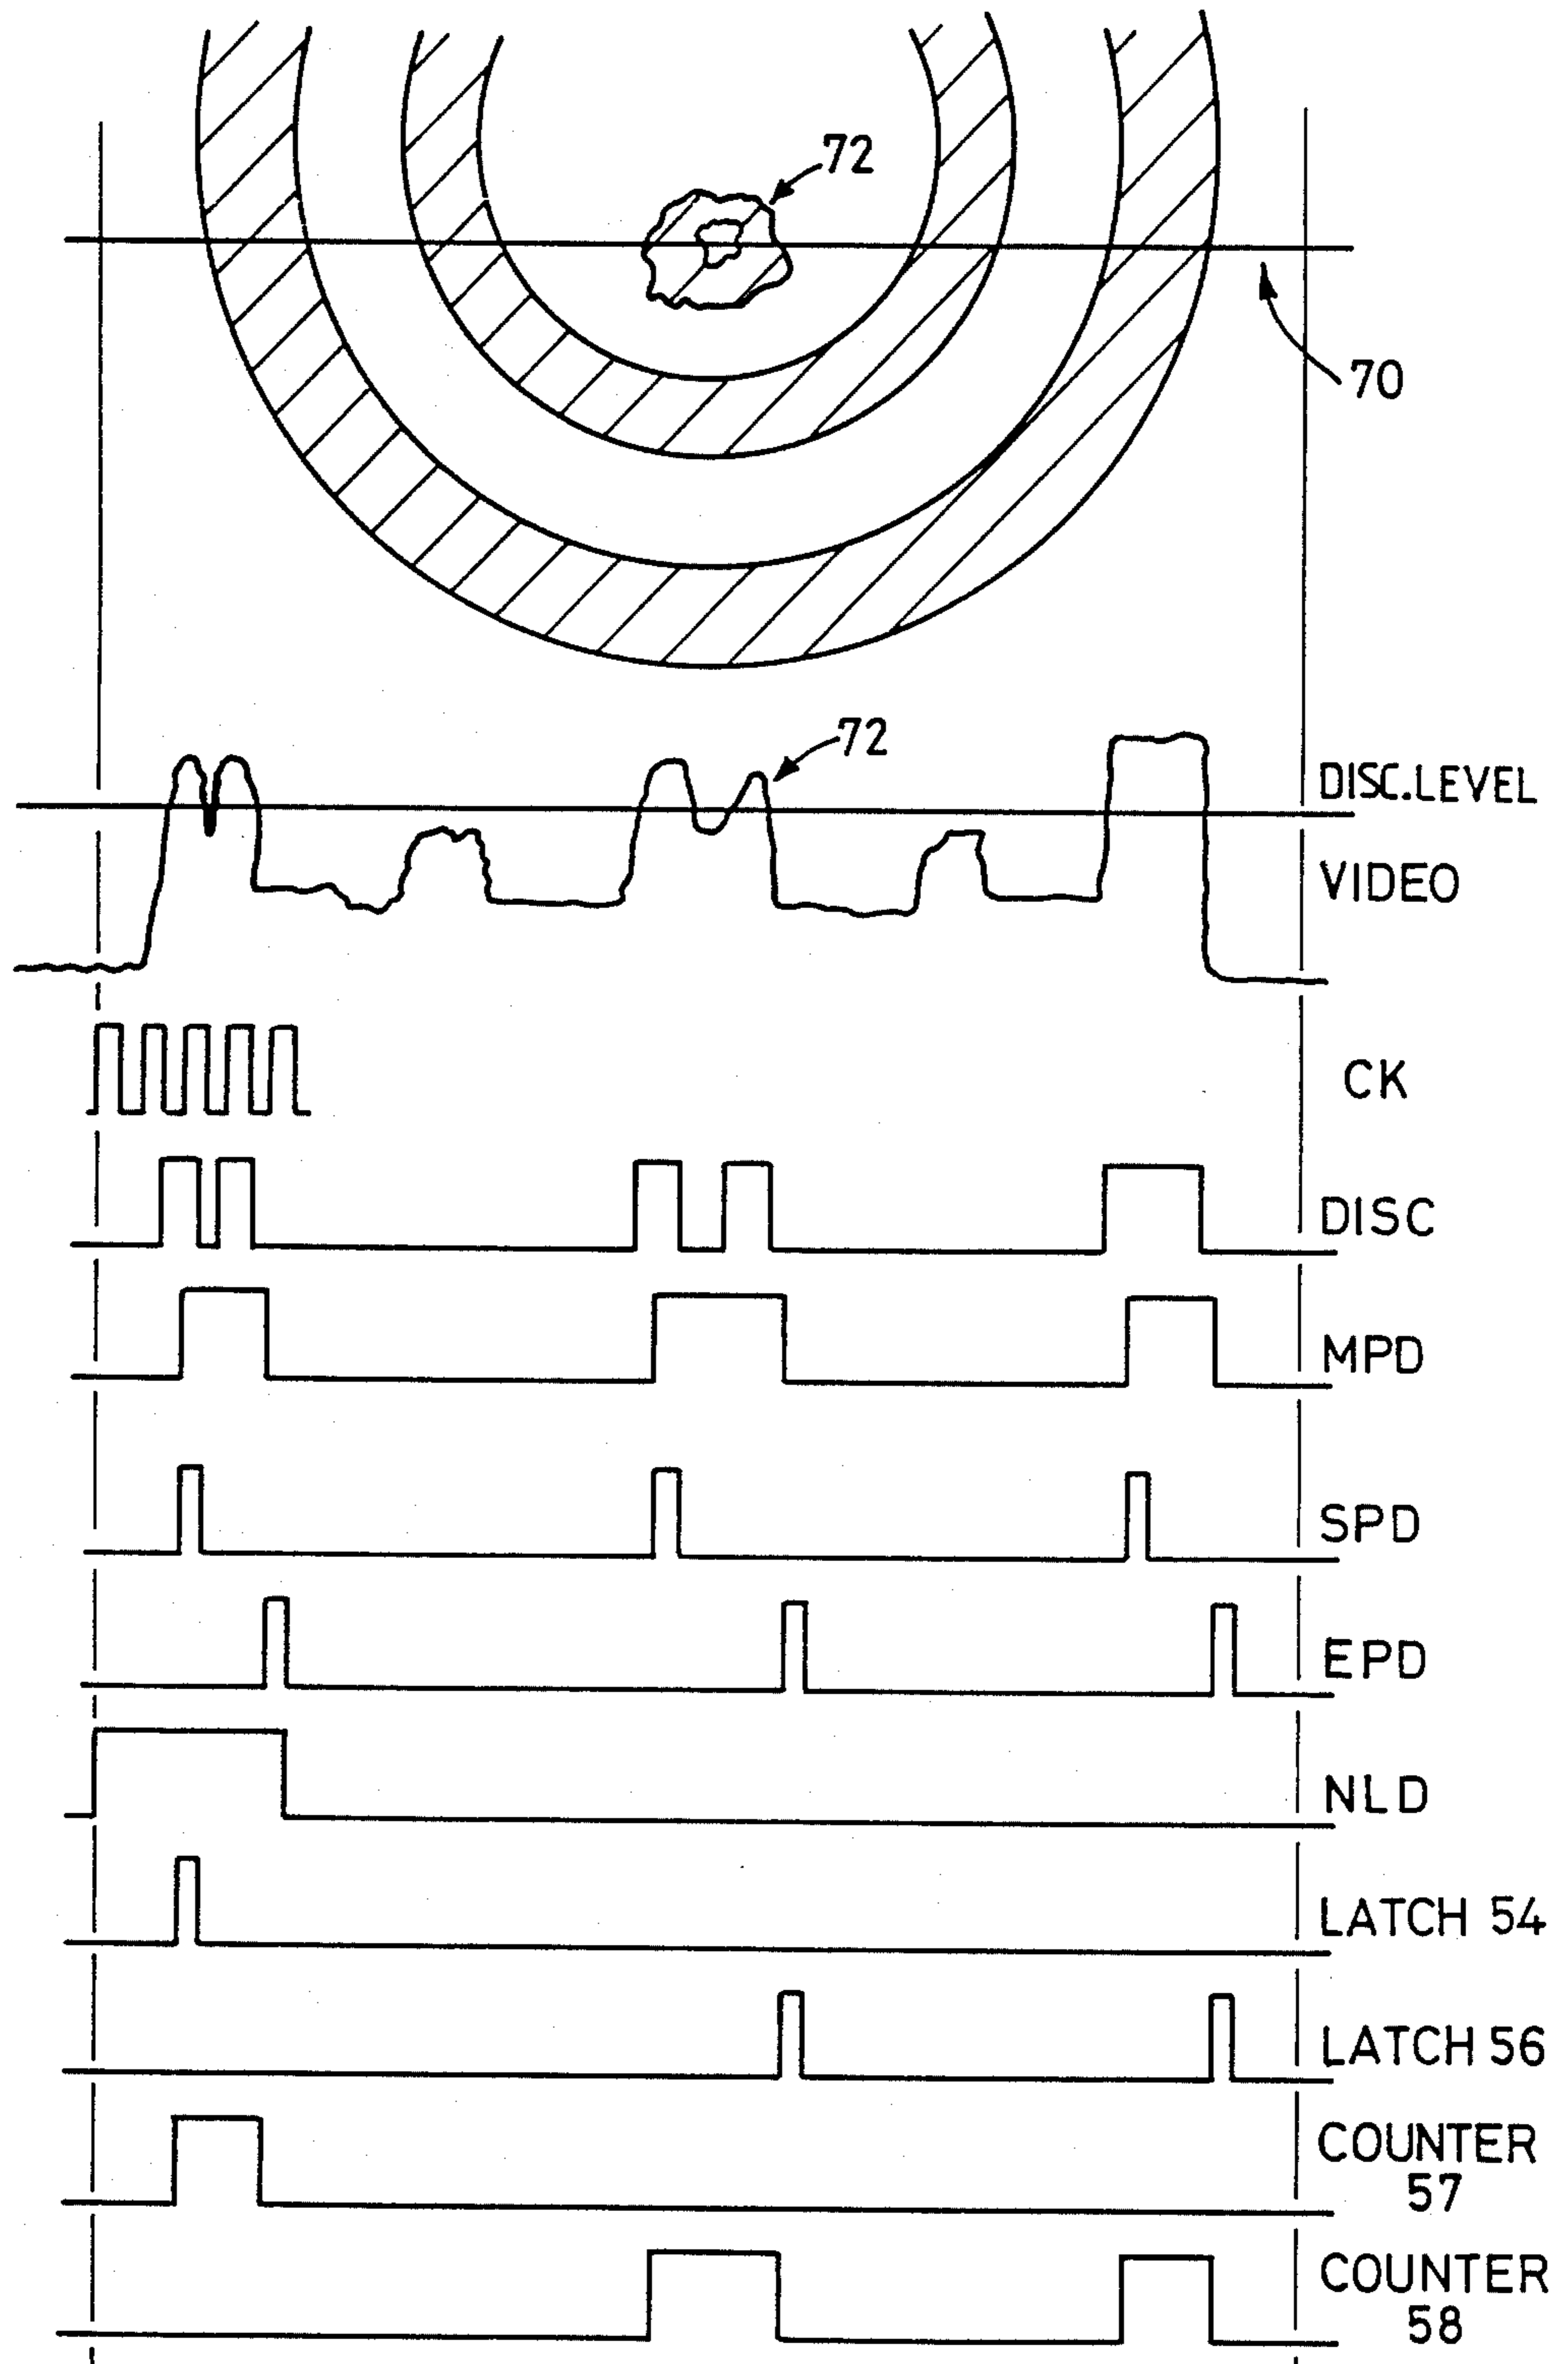 72
70
72
DISC.LEVEL
VIDEO
CK
DISC
MPD
SPD
EPD
NLD
LATCH 54
LATCH 56
COUNTER
57
COUNTER
58